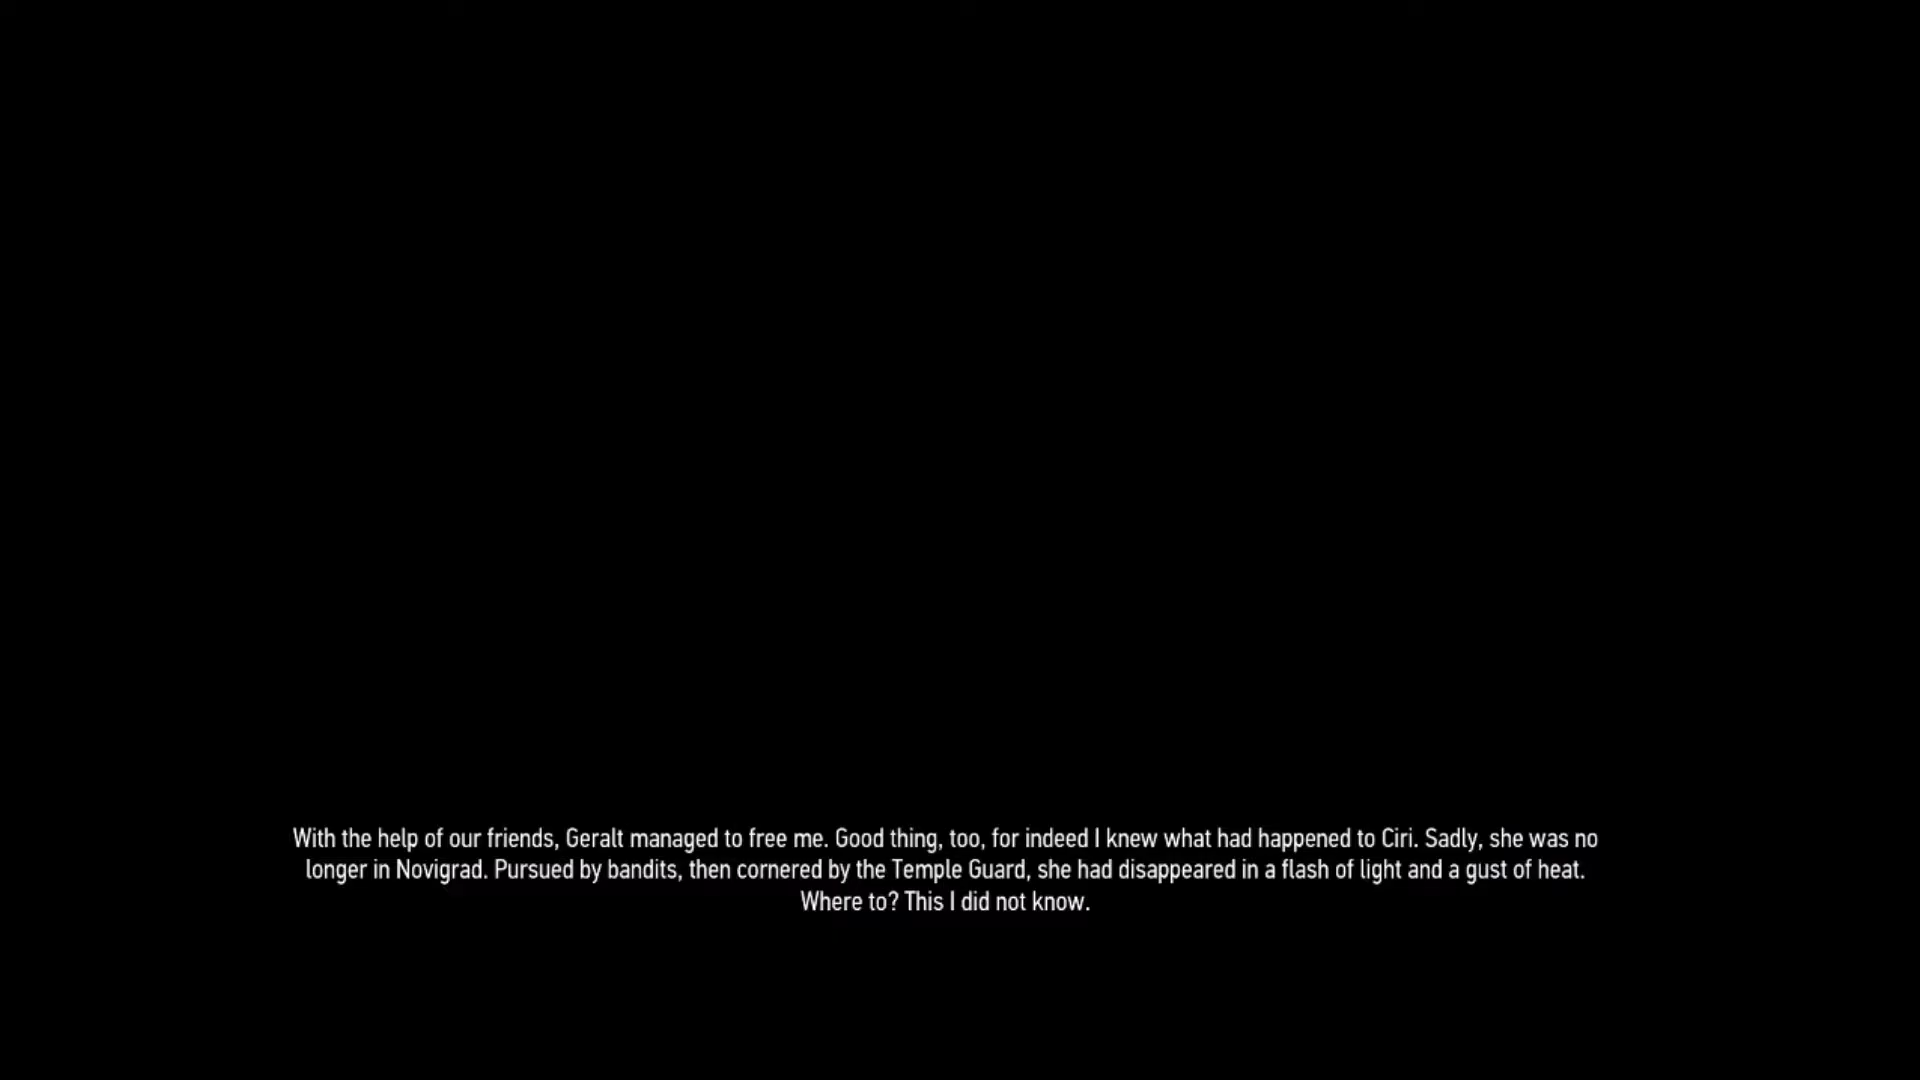 With the help of our friends, Geralt managed to free me. Good thing, too, for indeed I knew what had happened to Ciri. Sadly, she was no
longer in Novigrad. Pursued by bandits, then cornered by the Temple Guard, she had disappeared in a flash of light and a gust of heat.
Where to? This I did not know.